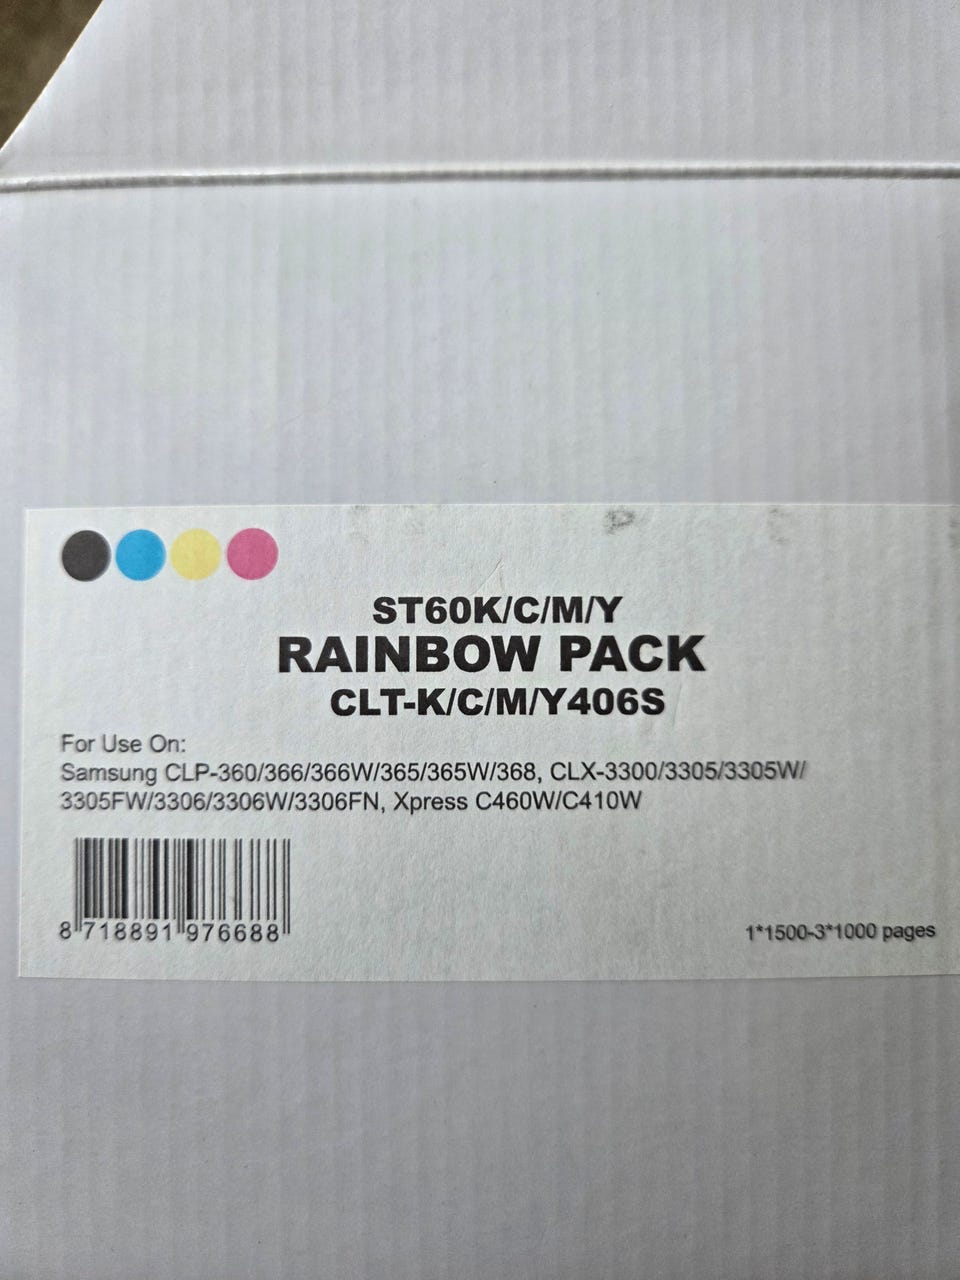 ST60K/C/M/Y
RAINBOW PACK
CLT-K/C/M/Y406S
For Use On:
Samsung CLP-360/366/366W/365/365W/368, CLX-3300/3305/3305W/
3305FW/3306/3306W/3306FN, Xpress C460W/C410W
8 718891 976688
1*1500-3*1000 pages